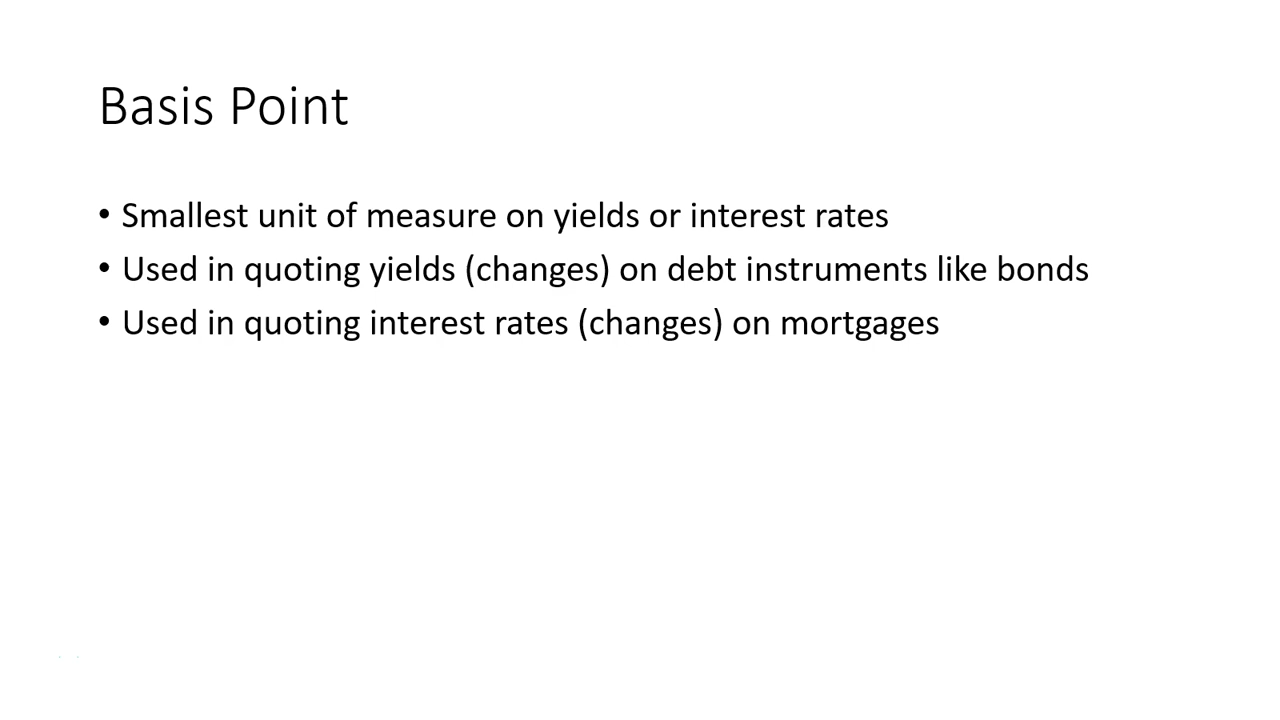 Basis Point
• Smallest unit of measure on yields or interest rates
• Used in quoting yields (changes) on debt instruments like bonds
• Used in quoting interest rates (changes) on mortgages